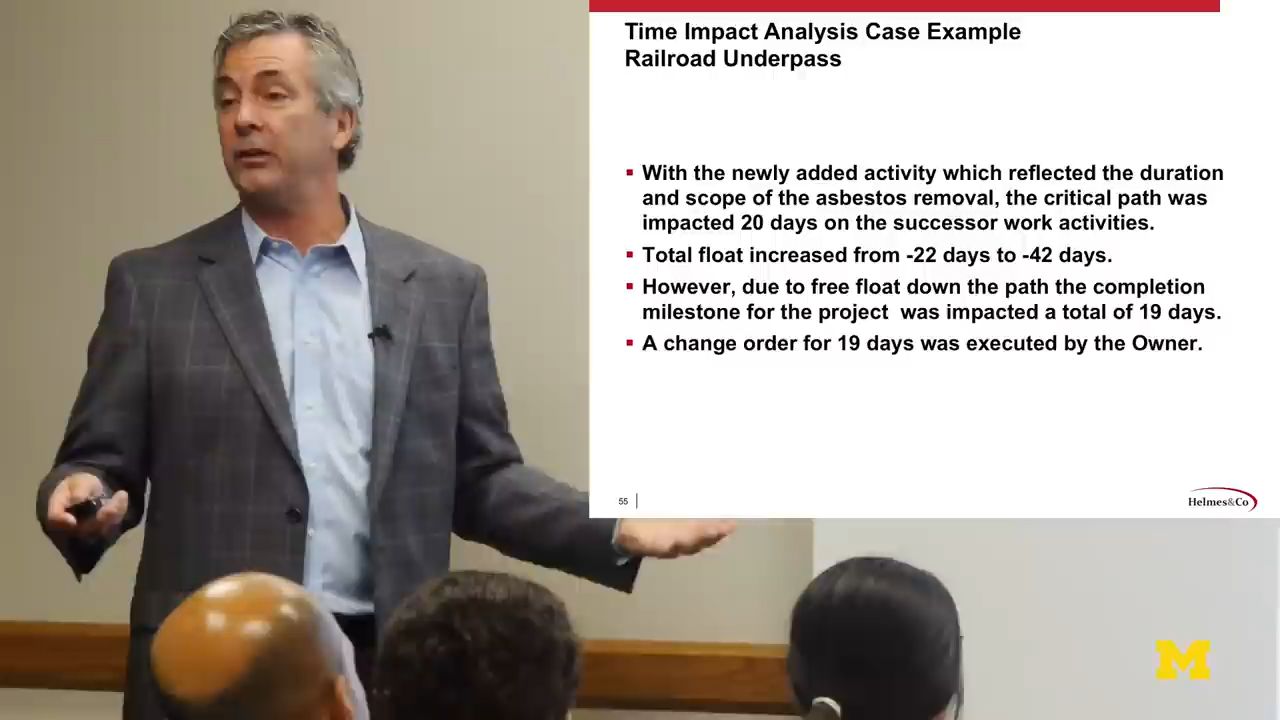 Time Impact Analysis Case Example
Railroad Underpass
▪ With the newly added activity which reflected the duration
and scope of the asbestos removal, the critical path was
impacted 20 days on the successor work activities.
▪ Total float increased from -22 days to -42 days.
▪ However, due to free float down the path the completion
milestone for the project was impacted a total of 19 days.
▪ A change order for 19 days was executed by the Owner.
55
Helmes&Co
M